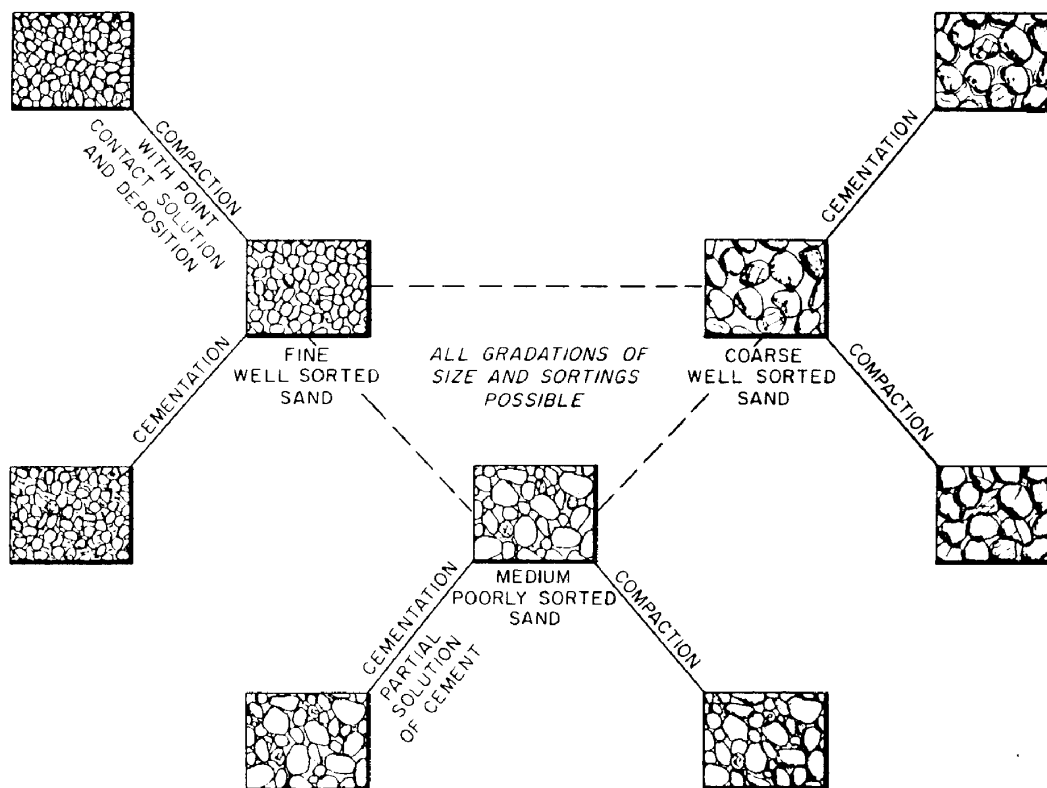 COMPACTION
WITH POINT
CONTACT SOLUTION
AND DEPOSITION
CEMENTATION
FINE
WELL SORTED
SAND
ALL GRADATIONS OF
SIZE AND SORTINGS
POSSIBLE
COARSE
WELL SORTED
SAND
CEMENTATION
COMPACTION
MEDIUM
POORLY SORTED
SAND
CEMENTATION
PARTIAL
SOLUTION
OF CEMENT
COMPACTION